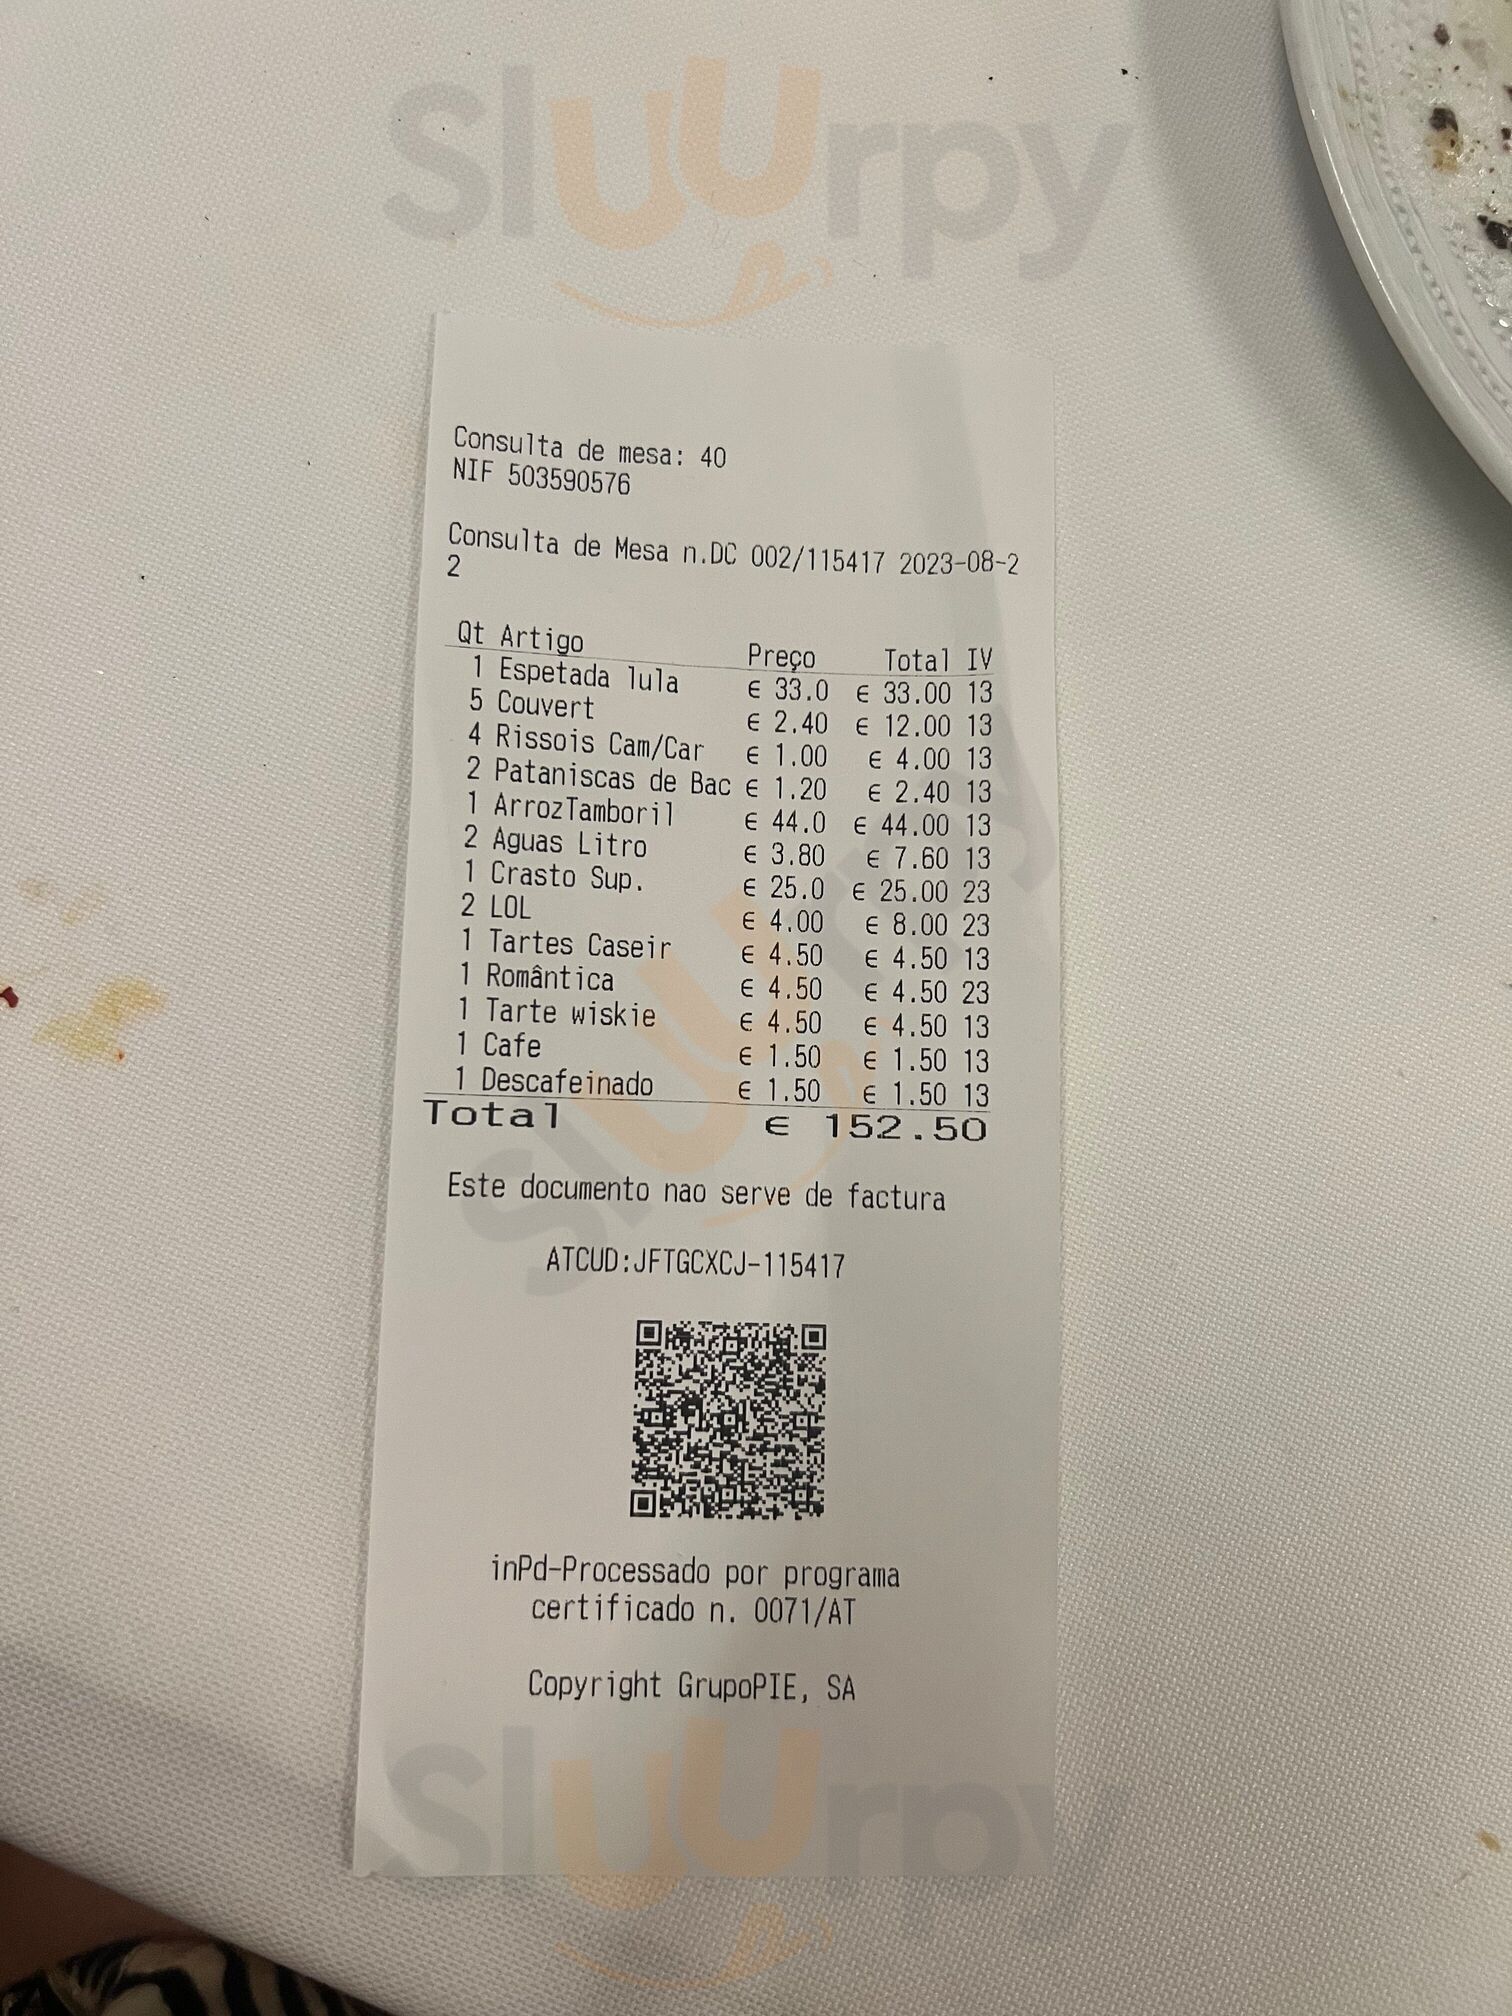 Sluurpy
Consulta de mesa: 40
NIF 503590576
Consulta de Mesa n.DC 002/115417 2023-08-2
2
Qt Artigo Preço Total IV
1 Espetada lula € 33.0 € 33.00 13
5 Couvert € 2.40 € 12.00 13
4 Rissois Cam/Car € 1.00 € 4.00 13
2 Pataniscas de Bac € 1.20 € 2.40 13
1 ArrozTamboril € 44.0 € 44.00 13
2 Aguas Litro € 3.80 € 7.60 13
1 Crasto Sup. € 25.0 € 25.00 23
2 LOL € 4.00 € 8.00 23
1 Tartes Caseir € 4.50 € 4.50 13
1 Romântica € 4.50 € 4.50 23
1 Tarte wiskie € 4.50 € 4.50 13
1 Cafe € 1.50 € 1.50 13
1 Descafeinado € 1.50 € 1.50 13
Total € 152.50
Sluurpy
Este documento nao serve de factura
ATCUD:JFTGCXCJ-115417
inPd-Processado por programa
certificado n. 0071/AT
Copyright GrupoPIE, SA
Sluurpy